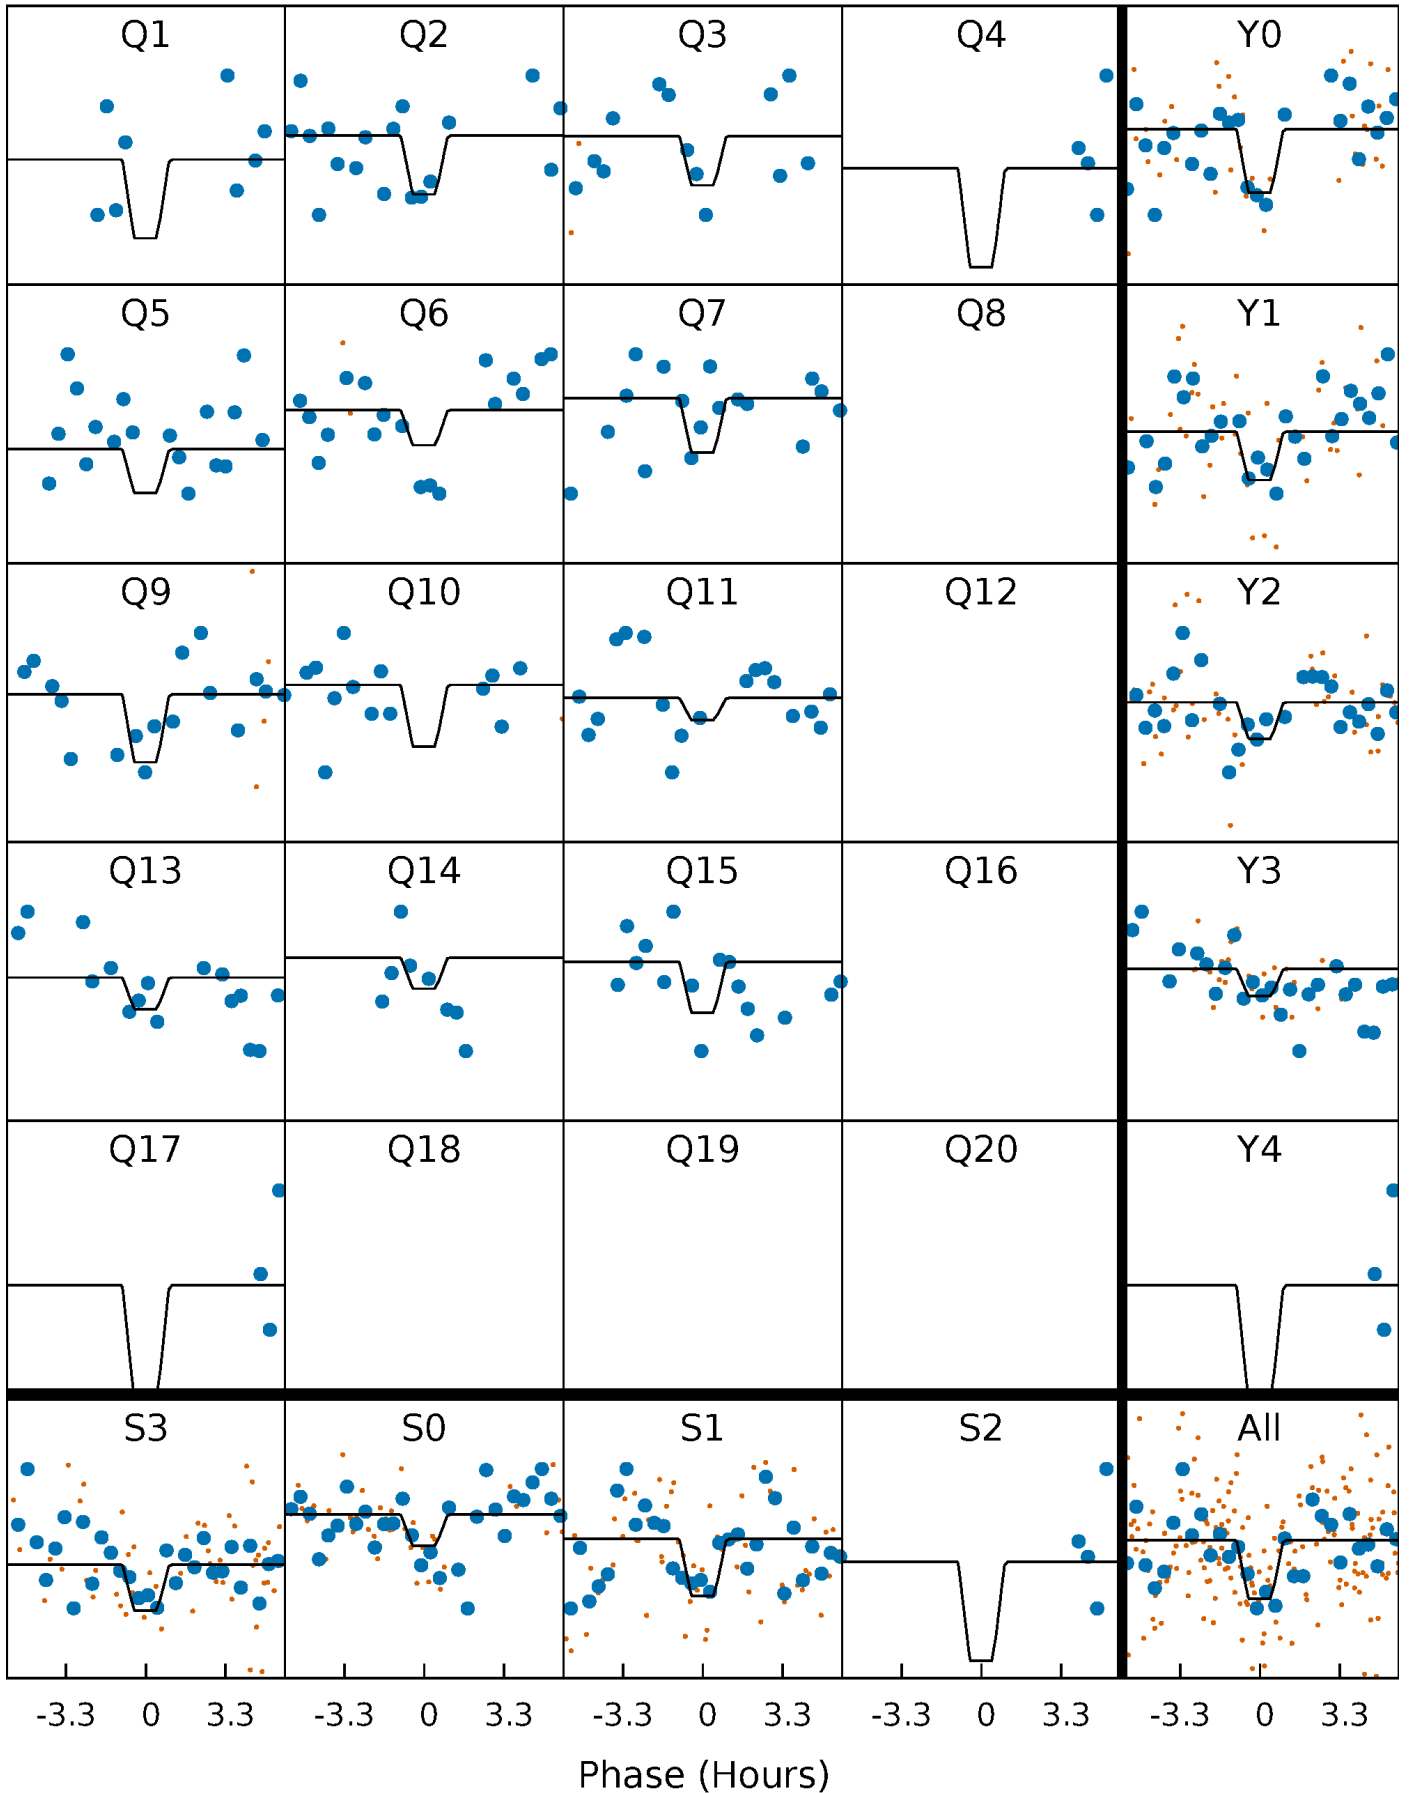 Q1 Q2 Q3 Q4 Y0
Q5 Q6 Q7 Q8 Y1
Q9 Q10 Q11 Q12 Y2
Q13 Q14 Q15 Q16 Y3
Q17 Q18 Q19 Q20 Y4
S3 S0 S1 S2 All
-3.3 0 3.3 -3.3 0 3.3 -3.3 0 3.3 -3.3 0 3.3 -3.3 0 3.3
Phase (Hours)